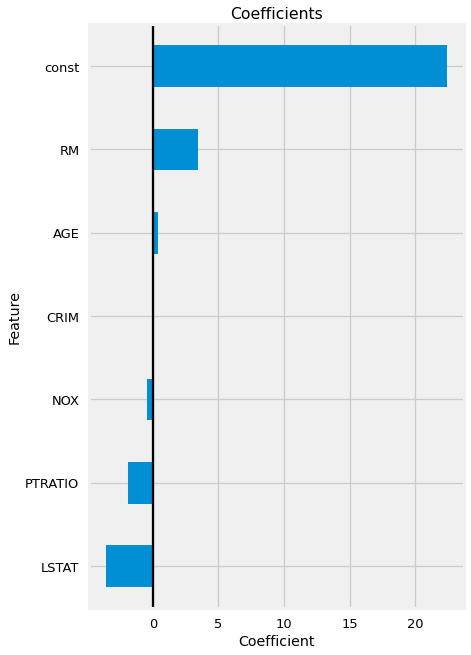 Coefficients
const
RM
AGE
CRIM
NOX
PTRATIO
LSTAT
Feature
0 5 10 15 20
Coefficient